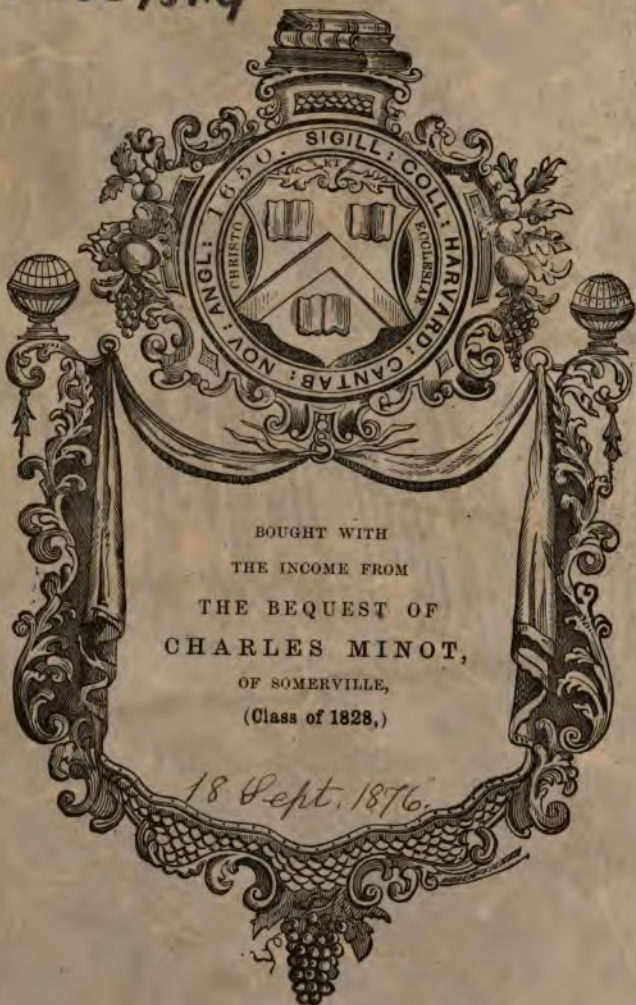 SIGILL: COLL: HARVARD: CANTAB: NOV: ANGL: 1650.
CHRISTO
ET
ECCLESIAE
BOUGHT WITH
THE INCOME FROM
THE BEQUEST OF
CHARLES MINOT,
OF SOMERVILLE,
(Class of 1828,)
18 Sept. 1876.